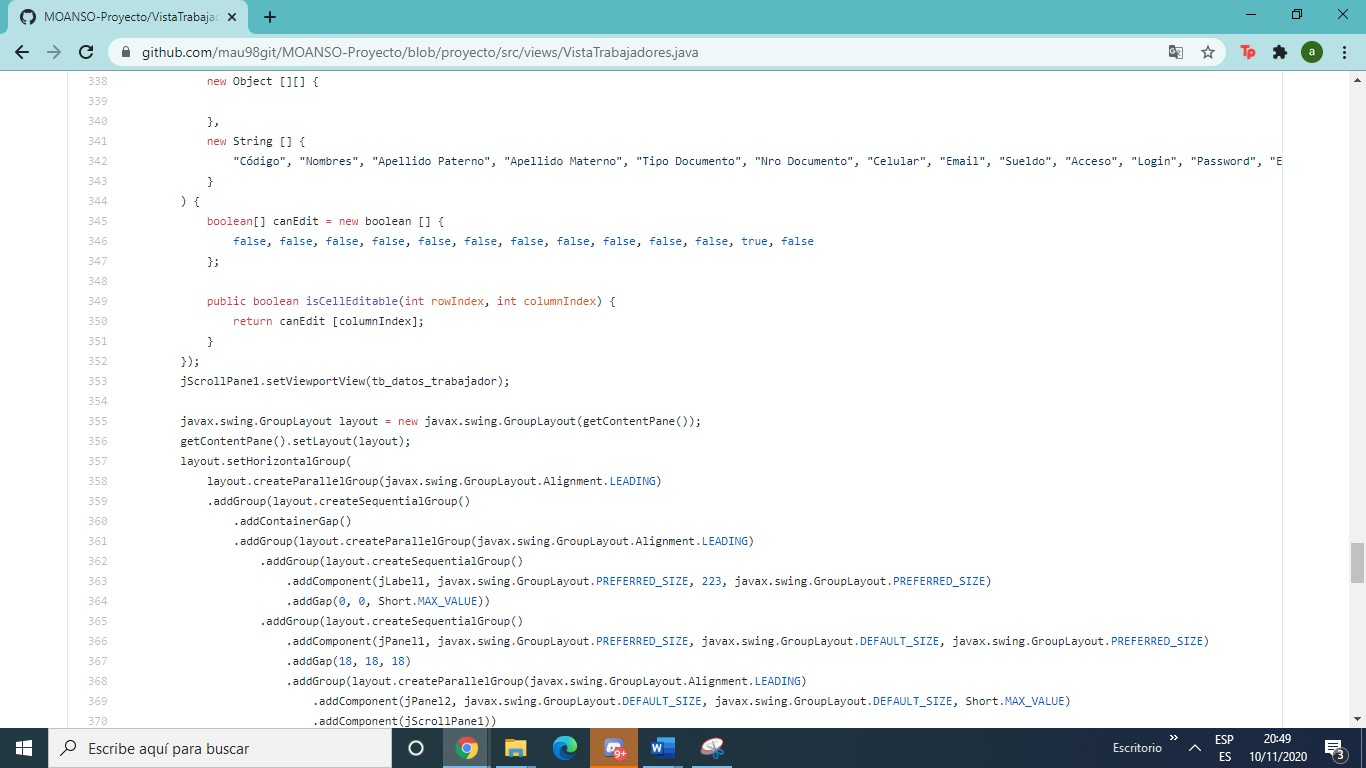 MOANSO-Proyecto/VistaTrabajad
github.com/mau98git/MOANSO-Proyecto/blob/proyecto/src/views/VistaTrabajadores.java
Tp
a
338 new Object [][] {
339
340 },
341 new String [] {
342 "Código", "Nombres", "Apellido Paterno", "Apellido Materno", "Tipo Documento", "Nro Documento", "Celular", "Email", "Sueldo", "Acceso", "Login", "Password", "E
343 }
344 ) {
345 boolean[] canEdit = new boolean [] {
346 false, false, false, false, false, false, false, false, false, false, false, true, false
347 };
348
349 public boolean isCellEditable(int rowIndex, int columnIndex) {
350 return canEdit [columnIndex];
351 }
352 });
353 jScrollPane1.setViewportView(tb_datos_trabajador);
354
355 javax.swing.GroupLayout layout = new javax.swing.GroupLayout(getContentPane());
356 getContentPane().setLayout(layout);
357 layout.setHorizontalGroup(
358 layout.createParallelGroup(javax.swing.GroupLayout.Alignment.LEADING)
359 .addGroup(layout.createSequentialGroup()
360 .addContainerGap()
361 .addGroup(layout.createParallelGroup(javax.swing.GroupLayout.Alignment.LEADING)
362 .addGroup(layout.createSequentialGroup()
363 .addComponent(jLabel1, javax.swing.GroupLayout.PREFERRED_SIZE, 223, javax.swing.GroupLayout.PREFERRED_SIZE)
364 .addGap(0, 0, Short.MAX_VALUE))
365 .addGroup(layout.createSequentialGroup()
366 .addComponent(jPanel1, javax.swing.GroupLayout.PREFERRED_SIZE, javax.swing.GroupLayout.DEFAULT_SIZE, javax.swing.GroupLayout.PREFERRED_SIZE)
367 .addGap(18, 18, 18)
368 .addGroup(layout.createParallelGroup(javax.swing.GroupLayout.Alignment.LEADING)
369 .addComponent(jPanel2, javax.swing.GroupLayout.DEFAULT_SIZE, javax.swing.GroupLayout.DEFAULT_SIZE, Short.MAX_VALUE)
370 .addComponent(jScrollPane1))
Escribe aquí para buscar
9+
W
Escritorio
ESP
ES
20:49
10/11/2020
3